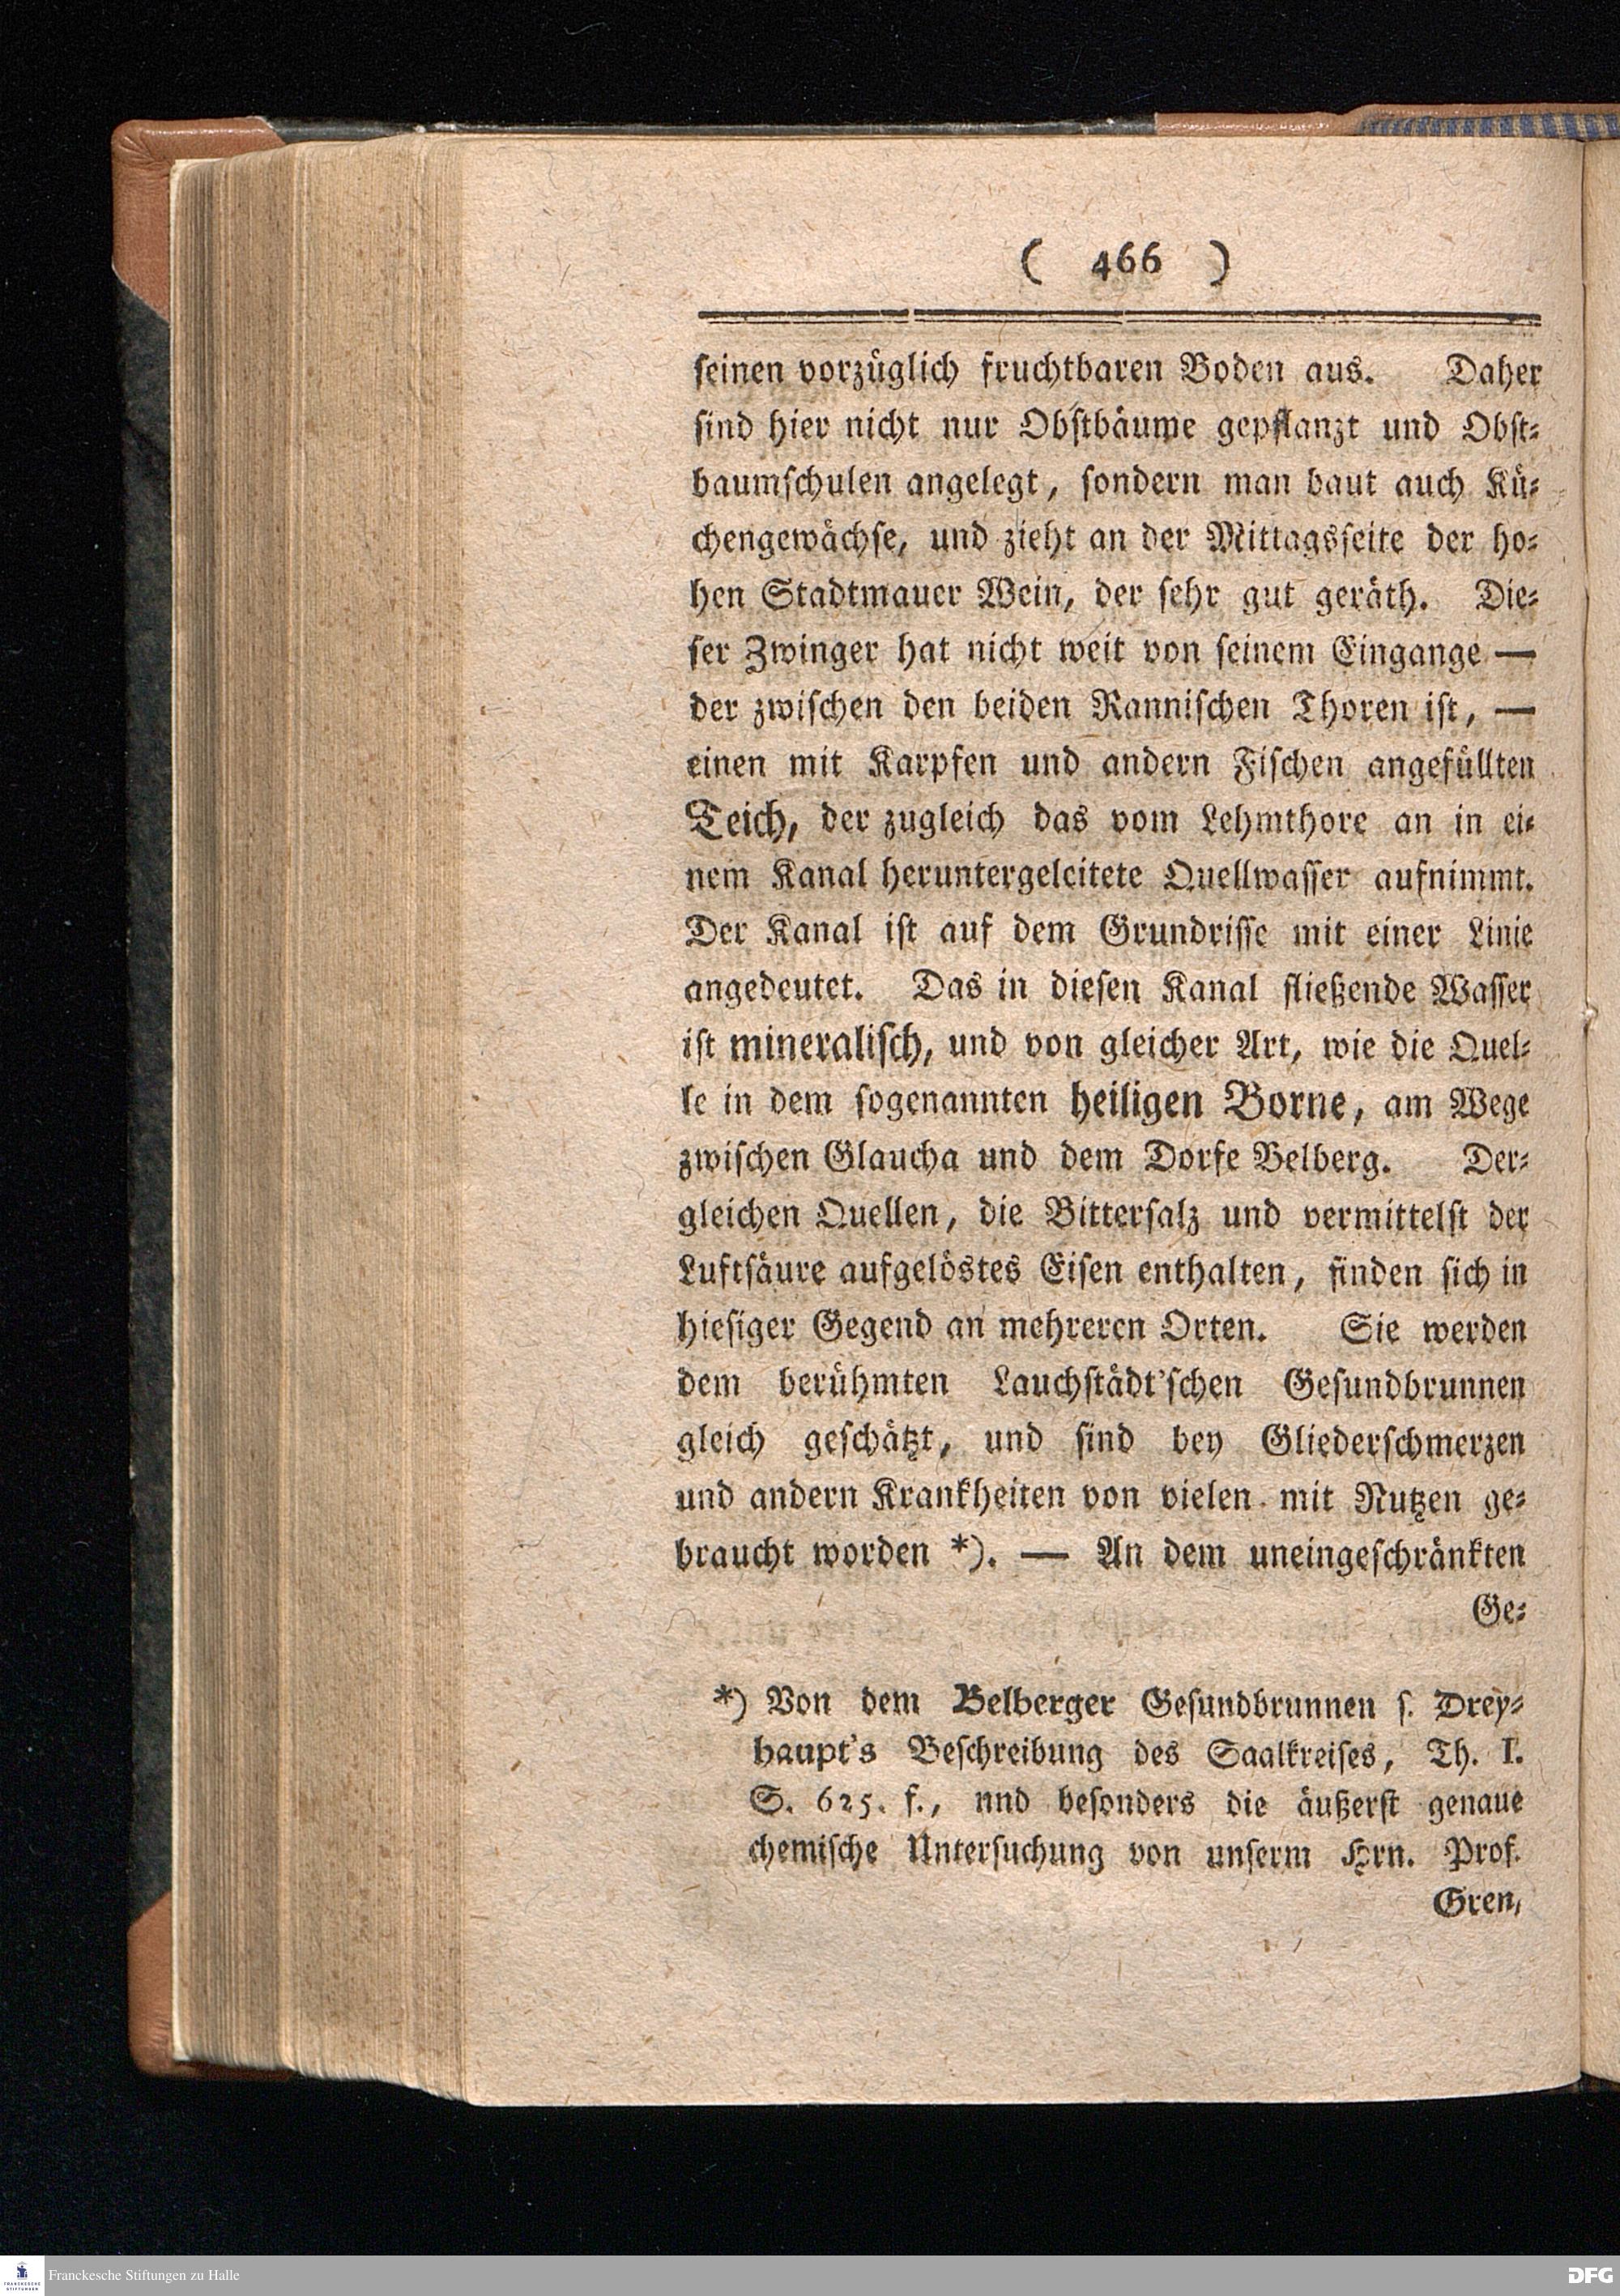 ( 466 )
seinen vorzüglich fruchtbaren Boden aus. Daher
sind hier nicht nur Obstbäume gepflanzt und Obst-
baumschulen angelegt, sondern man baut auch Kü-
chengewächse, und zieht an der Mittagsseite der ho-
hen Stadtmauer Wein, der sehr gut geräth. Die-
ser Zwinger hat nicht weit von seinem Eingange —
der zwischen den beiden Rannischen Thoren ist, —
einen mit Karpfen und andern Fischen angefüllten
Teich, der zugleich das vom Lehmthore an in ei-
nem Kanal heruntergeleitete Quellwasser aufnimmt.
Der Kanal ist auf dem Grundrisse mit einer Linie
angedeutet. Das in diesen Kanal fließende Wasser
ist mineralisch, und von gleicher Art, wie die Quel-
le in dem sogenannten heiligen Borne, am Wege
zwischen Glaucha und dem Dorfe Belberg. Der-
gleichen Quellen, die Bittersalz und vermittelst der
Luftsäure aufgelöstes Eisen enthalten, finden sich in
hiesiger Gegend an mehreren Orten. Sie werden
dem berühmten Lauchstädt'schen Gesundbrunnen
gleich geschätzt, und sind bey Gliederschmerzen
und andern Krankheiten von vielen mit Nutzen ge-
braucht worden *). — An dem uneingeschränkten
Ge-
*) Von dem Belberger Gesundbrunnen s. Drey-
haupt's Beschreibung des Saalkreises, Th. I.
S. 625. f., nnd besonders die äußerst genaue
chemische Untersuchung von unserm Hrn. Prof.
Gren,
FRANCKESCHE
STIFTUNGEN
Franckesche Stiftungen zu Halle
DFG